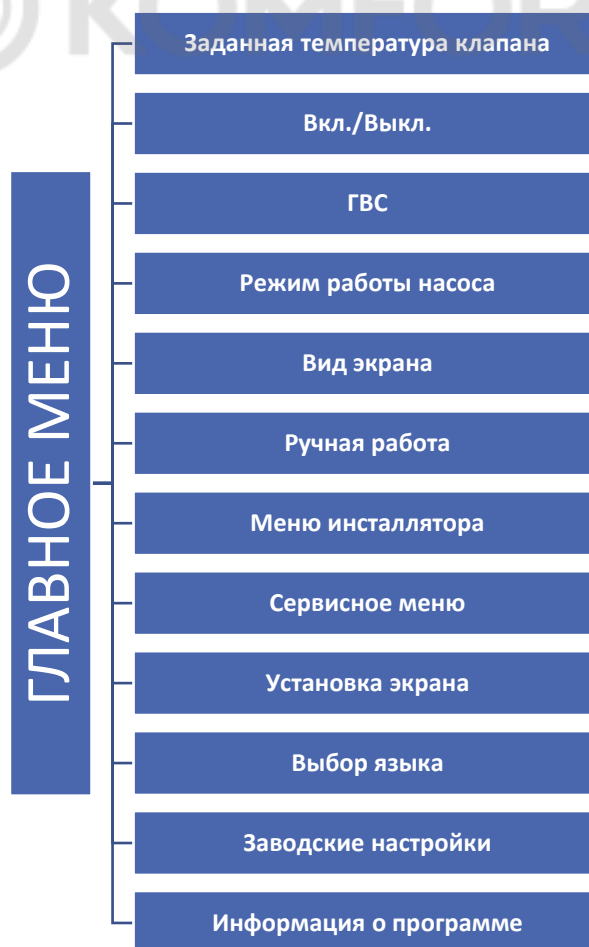 KOMFOR
Заданная температура клапана
Вкл./Выкл.
ГВС
Режим работы насоса
Вид экрана
Ручная работа
Меню инсталлятора
Сервисное меню
Установка экрана
Выбор языка
Заводские настройки
Информация о программе
ГЛАВНОЕ МЕНЮ